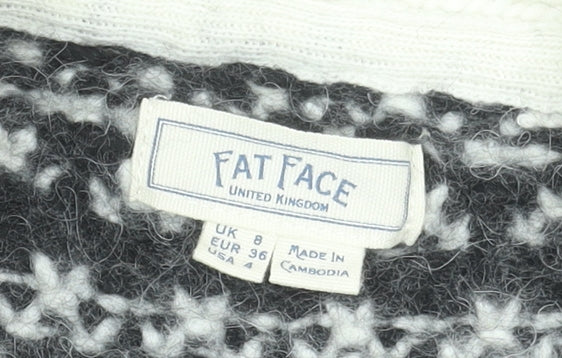 FAT FACE
UNITED KINGDOM
UK 8
EUR 36
USA 4
MADE IN
CAMBODIA